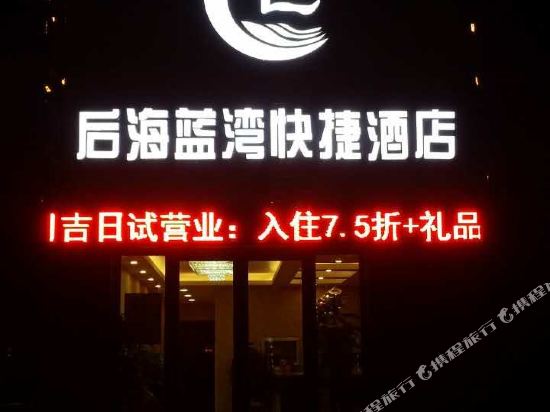 后海蓝湾快捷酒店
吉日试营业：入住7.5折+礼品
携程旅行 携程旅行